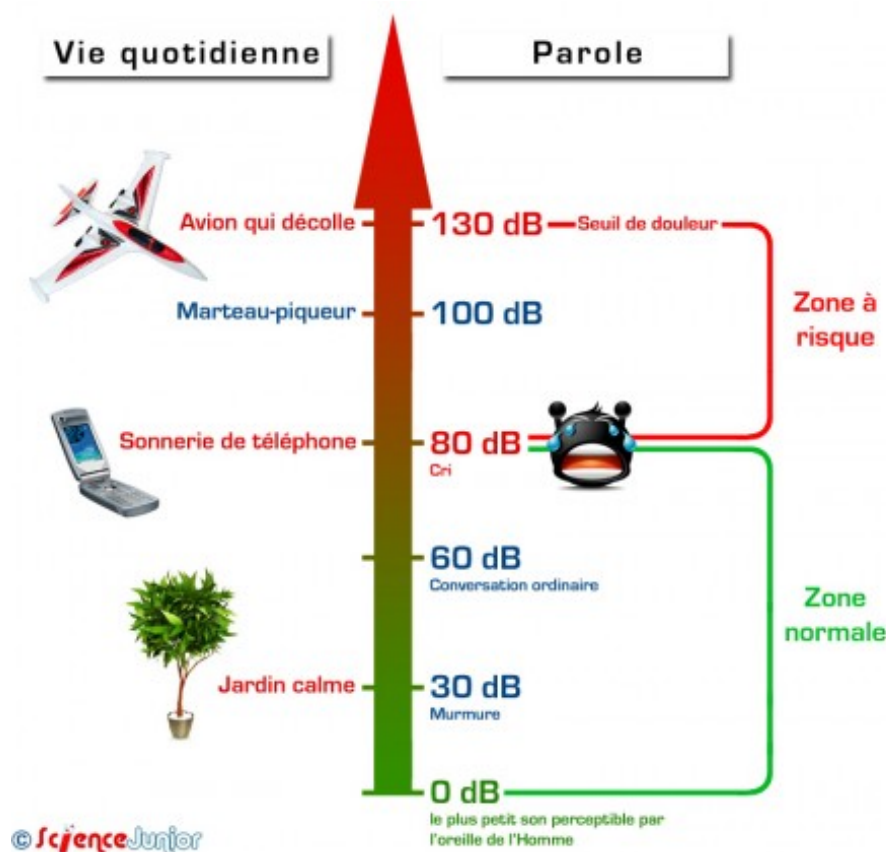 Vie quotidienne
Parole
Avion qui décolle
130 dB
Seuil de douleur
Marteau-piqueur
100 dB
Zone à
risque
Sonnerie de téléphone
80 dB
Cri
60 dB
Conversation ordinaire
Zone
normale
Jardin calme
30 dB
Murmure
0 dB
le plus petit son perceptible par
l'oreille de l'Homme
© ScienceJunior